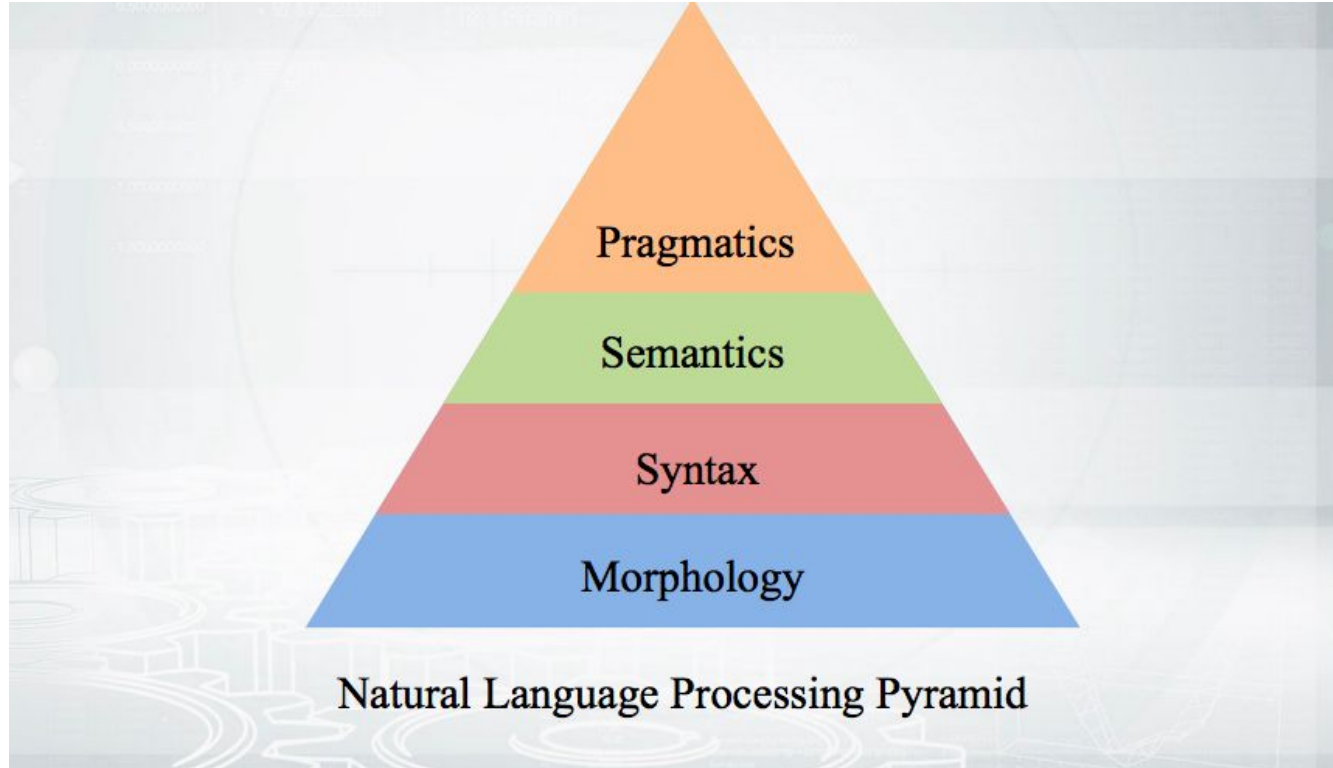 Pragmatics
Semantics
Syntax
Morphology
Natural Language Processing Pyramid